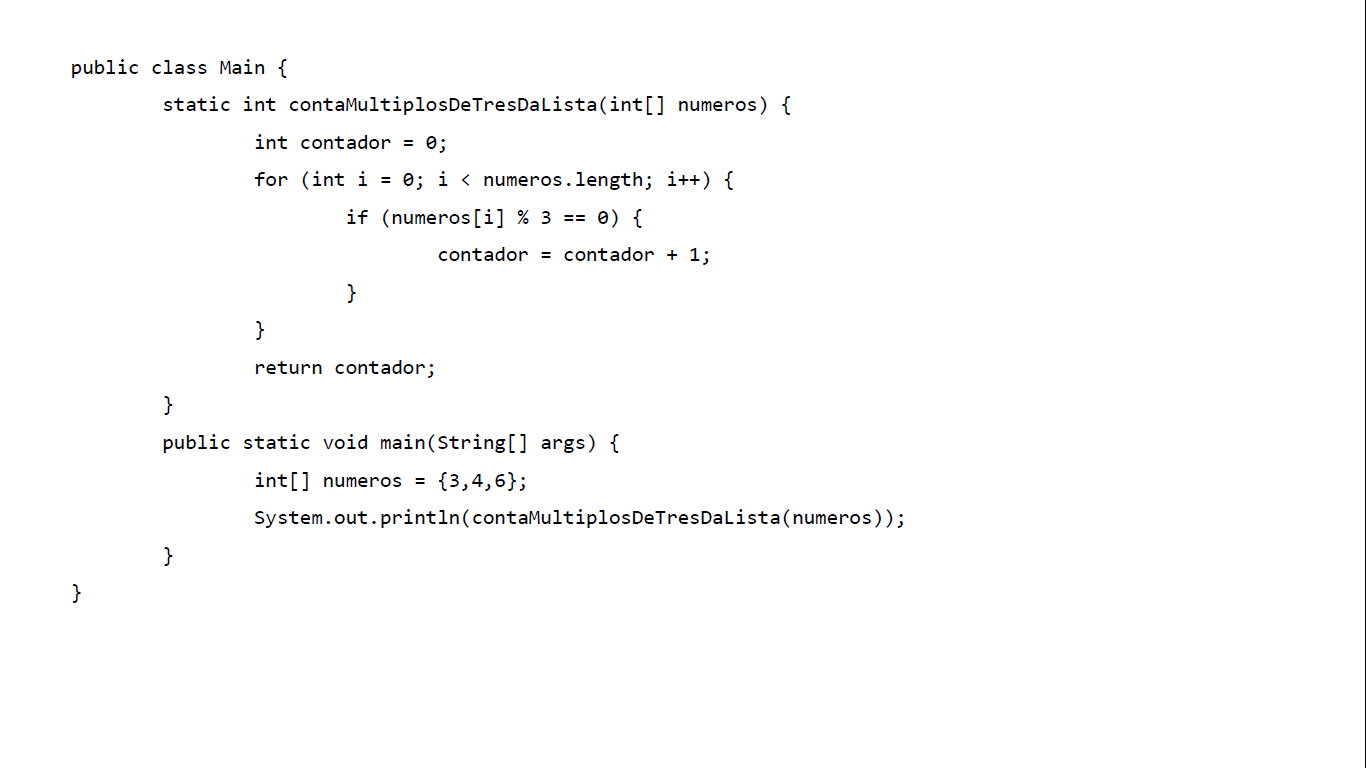 public class Main {
static int contaMultiplosDeTresDaLista(int[] numeros) {
int contador = 0;
for (int i = 0; i < numeros.length; i++) {
if (numeros[i] % 3 == 0) {
contador = contador + 1;
}
}
return contador;
}
public static void main(String[] args) {
int[] numeros = {3,4,6};
System.out.println(contaMultiplosDeTresDaLista(numeros));
}
}